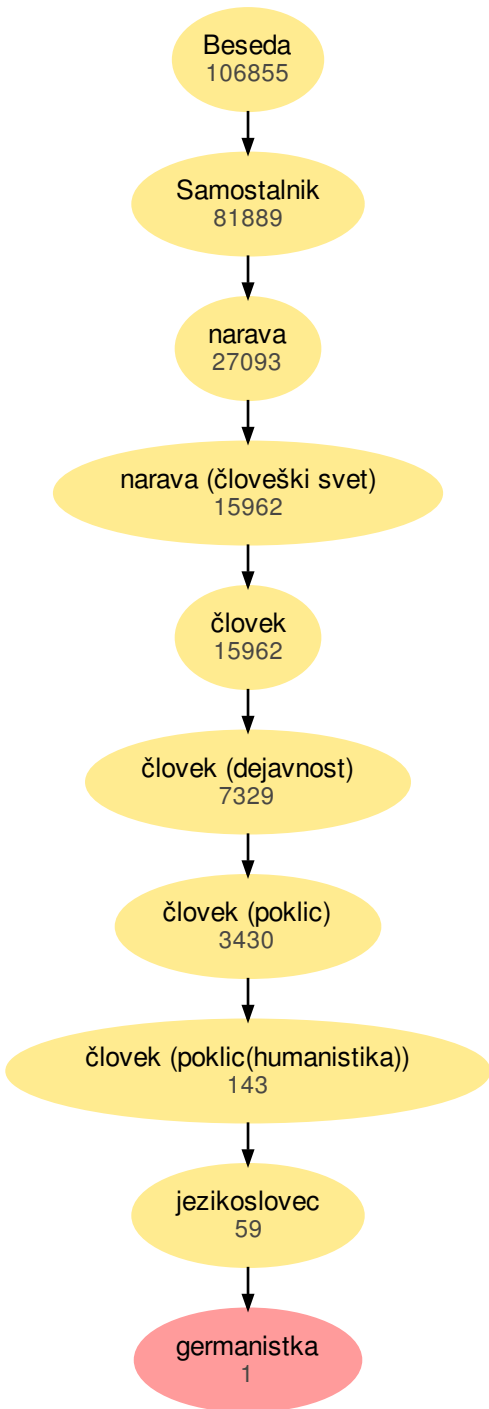 Beseda
106855
Samostalnik
81889
narava
27093
narava (človeški svet)
15962
človek
15962
človek (dejavnost)
7329
človek (poklic)
3430
človek (poklic(humanistika))
143
jezikoslovec
59
germanistka
1